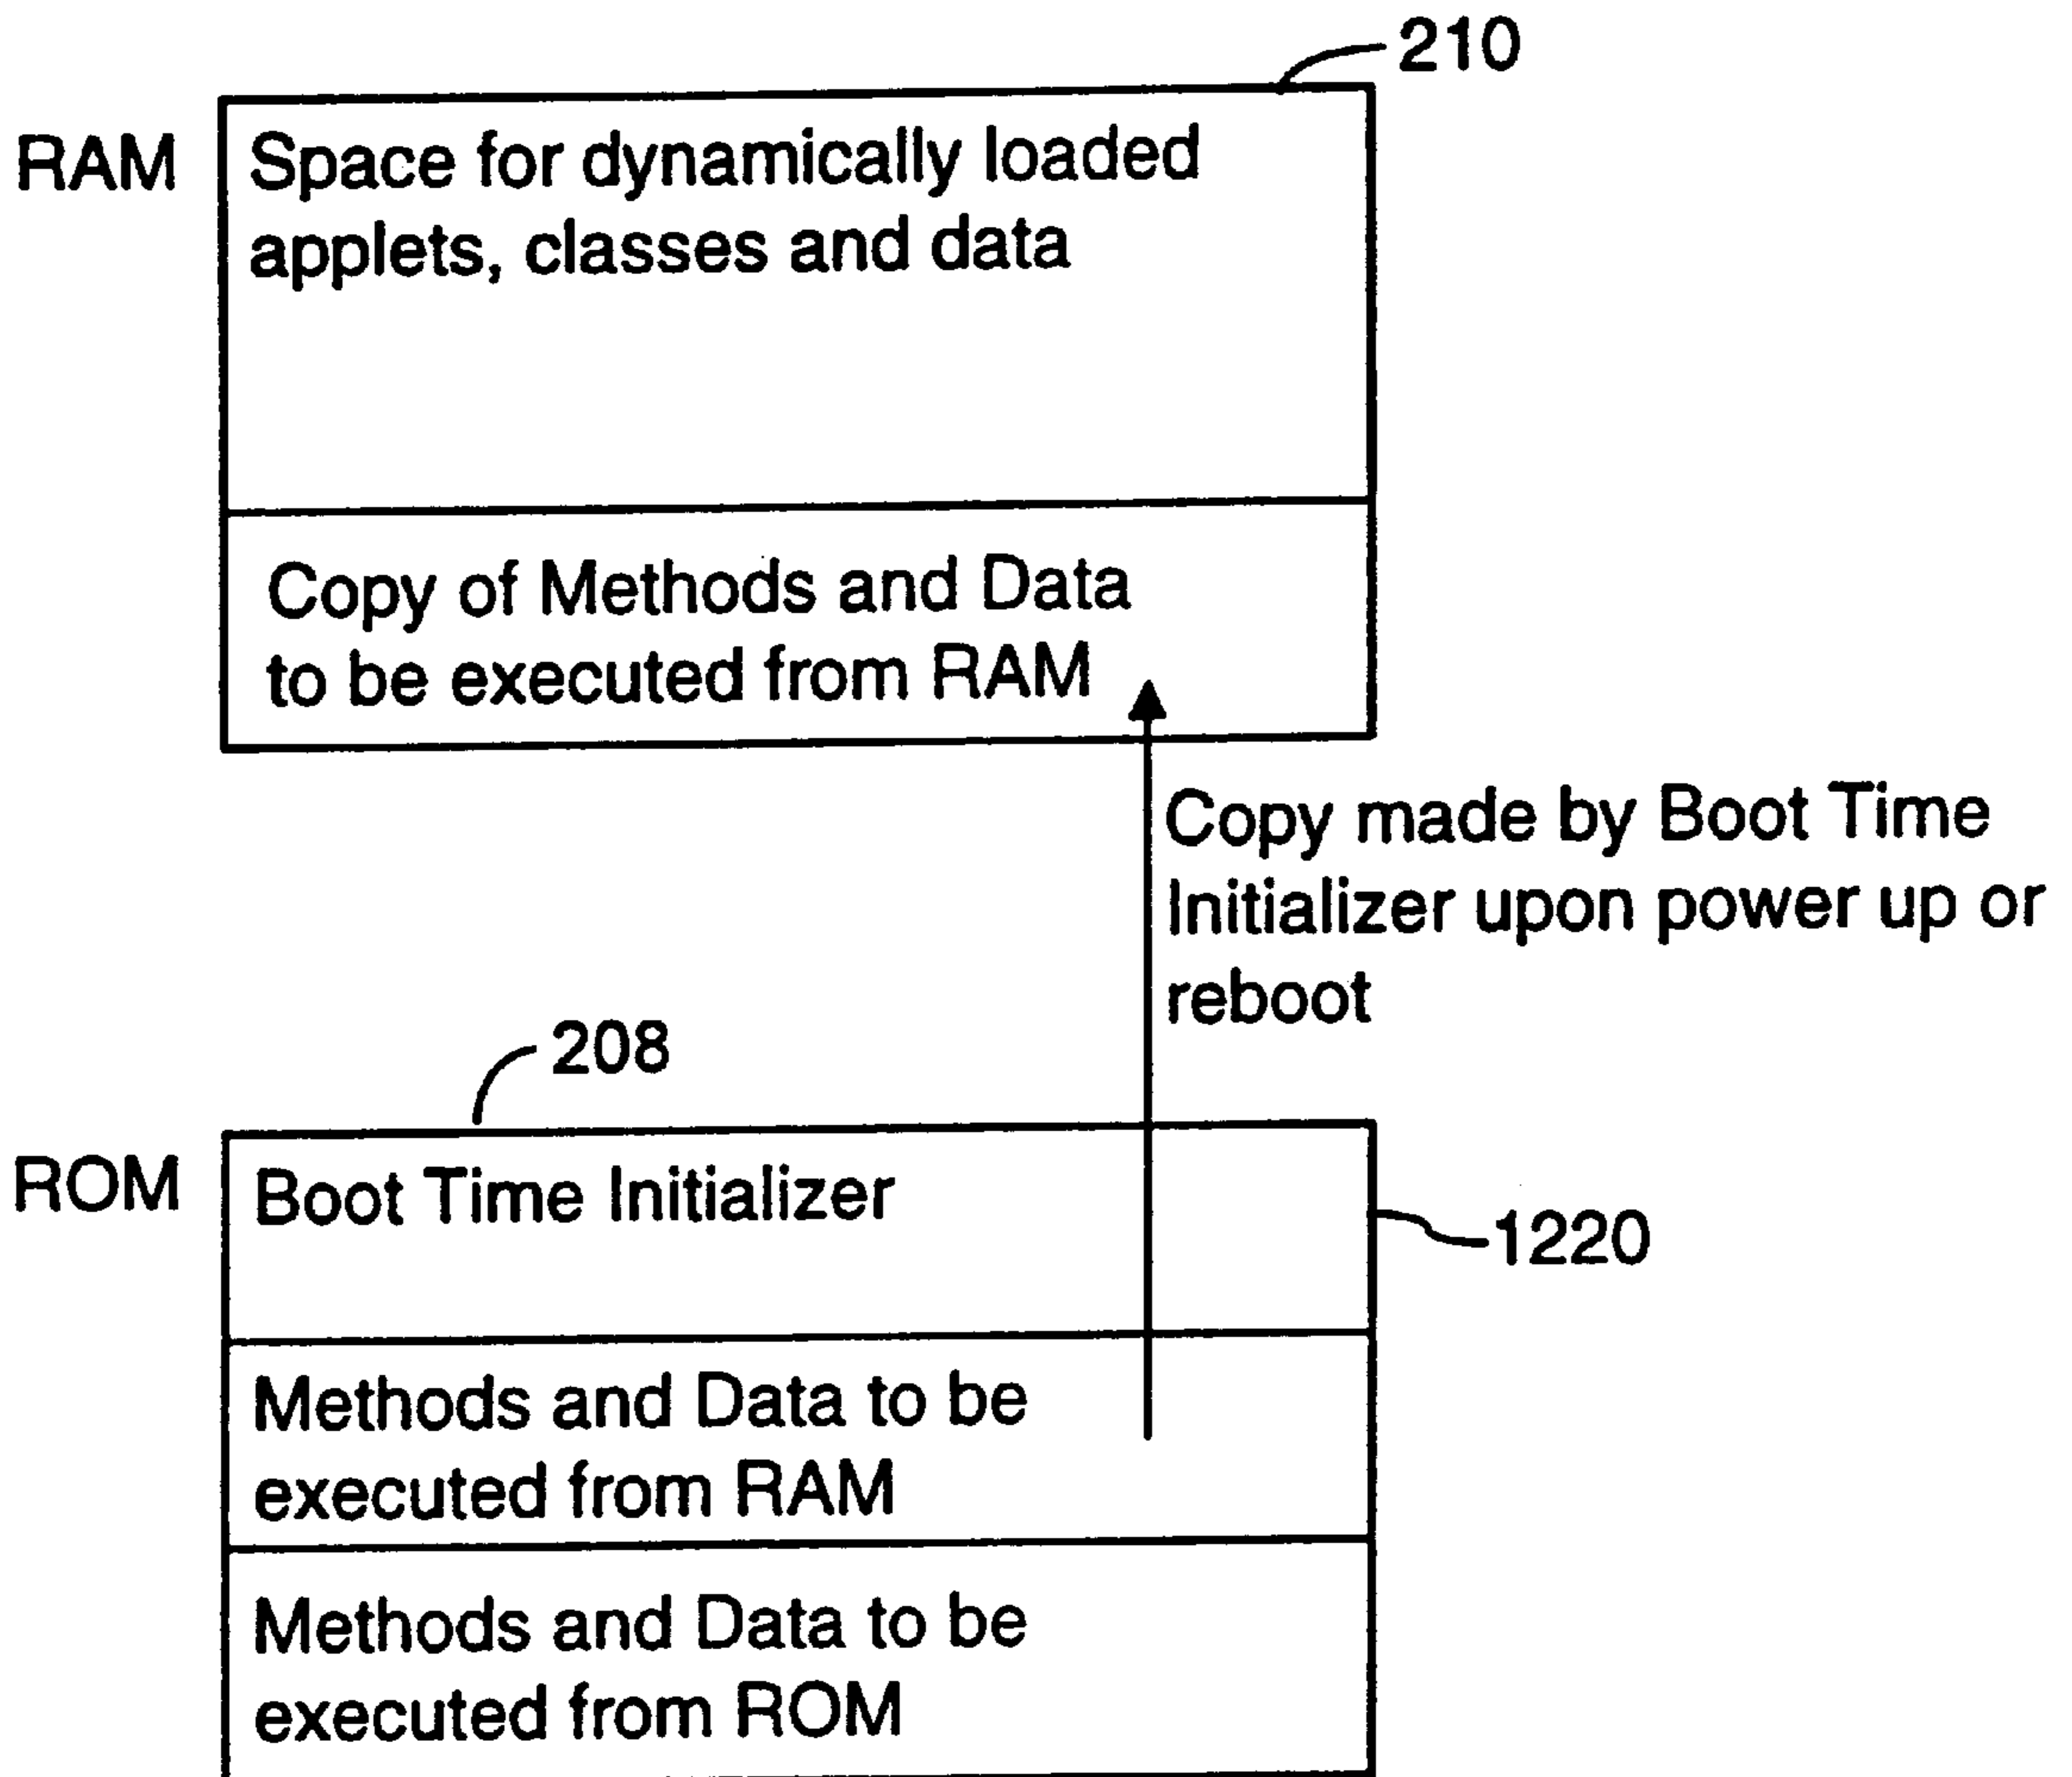 210
RAM
Space for dynamically loaded
applets, classes and data
Copy of Methods and Data
to be executed from RAM
Copy made by Boot Time
Initializer upon power up or
reboot
208
ROM
Boot Time Initializer
1220
Methods and Data to be
executed from RAM
Methods and Data to be
executed from ROM